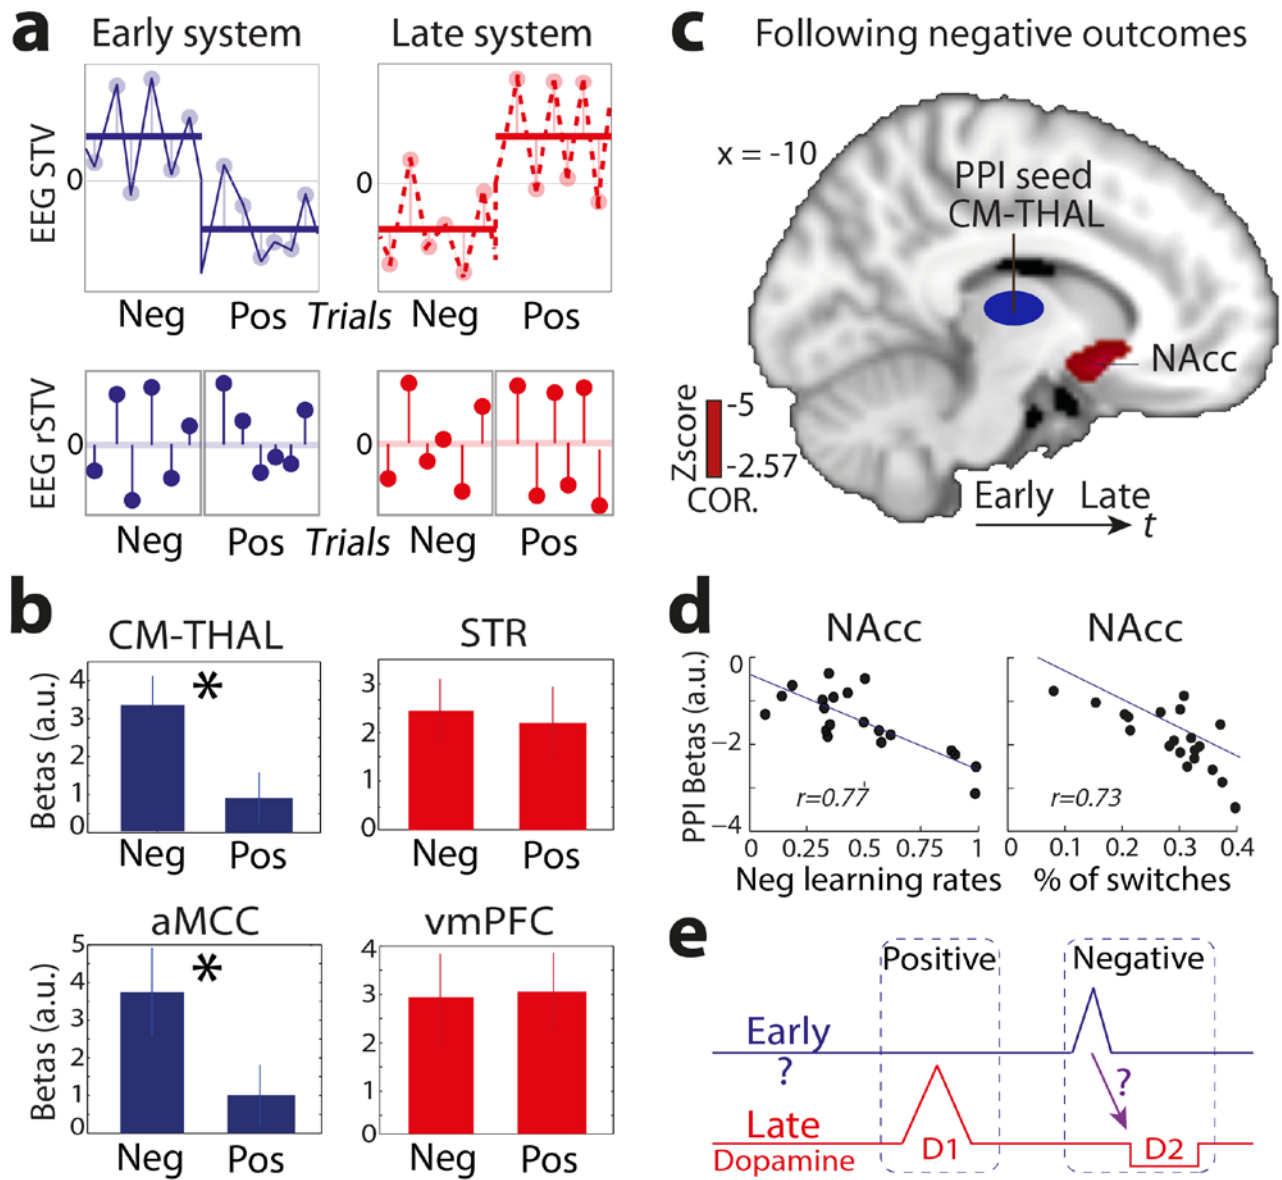 a
Early system
Late system
EEG STV
0
0
Neg
Pos
Trials
Neg
Pos
EEG rSTV
0
0
Neg
Pos
Trials
Neg
Pos
b
CM-THAL
STR
Betas (a.u.)
4
3
2
1
0
*
Neg
Pos
3
2
1
0
Neg
Pos
aMCC
vmPFC
Betas (a.u.)
5
4
3
2
1
0
*
Neg
Pos
4
3
2
1
0
Neg
Pos
c
Following negative outcomes
x = -10
PPI seed
CM-THAL
NAcc
Zscore
-5
-2.57
COR.
Early
Late
t
d
NAcc
NAcc
PPI Betas (a.u.)
0
−2
−4
r=0.77
r=0.73
0 0.25 0.5 0.75 1
0 0.1 0.2 0.3 0.4
Neg learning rates
% of switches
e
Positive
Negative
Early
?
?
Late
Dopamine
D1
D2